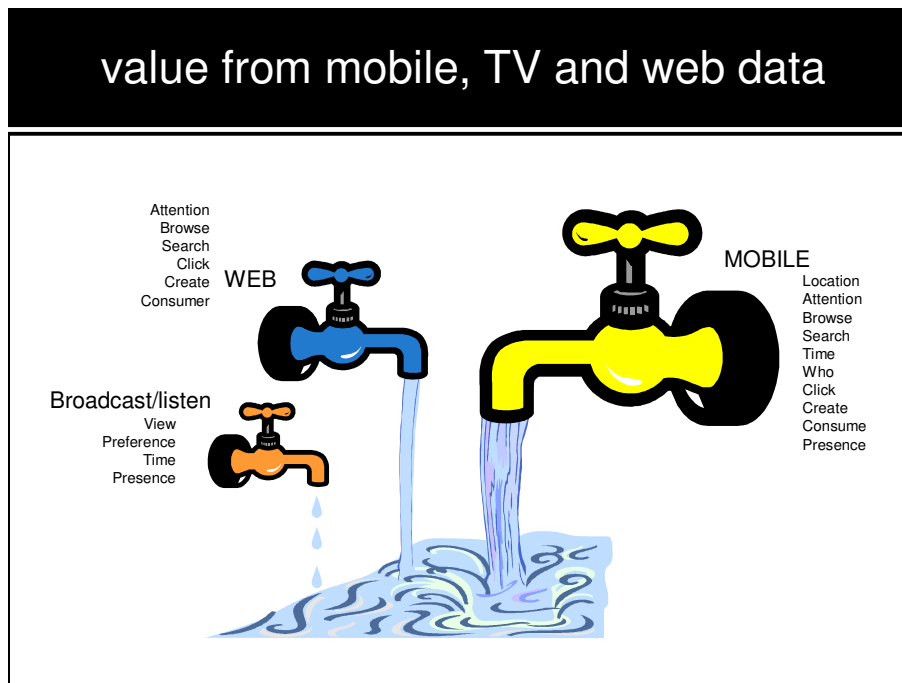 value from mobile, TV and web data
Attention
Browse
Search
Click
Create
Consumer
WEB
Broadcast/listen
View
Preference
Time
Presence
MOBILE
Location
Attention
Browse
Search
Time
Who
Click
Create
Consume
Presence